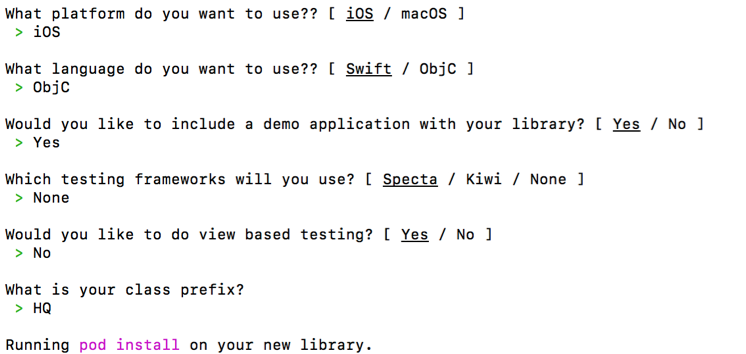 What platform do you want to use?? [ iOS / macOS ]
> iOS
What language do you want to use?? [ Swift / ObjC ]
> ObjC
Would you like to include a demo application with your library? [ Yes / No ]
> Yes
Which testing frameworks will you use? [ Specta / Kiwi / None ]
> None
Would you like to do view based testing? [ Yes / No ]
> No
What is your class prefix?
> HQ
Running pod install on your new library.